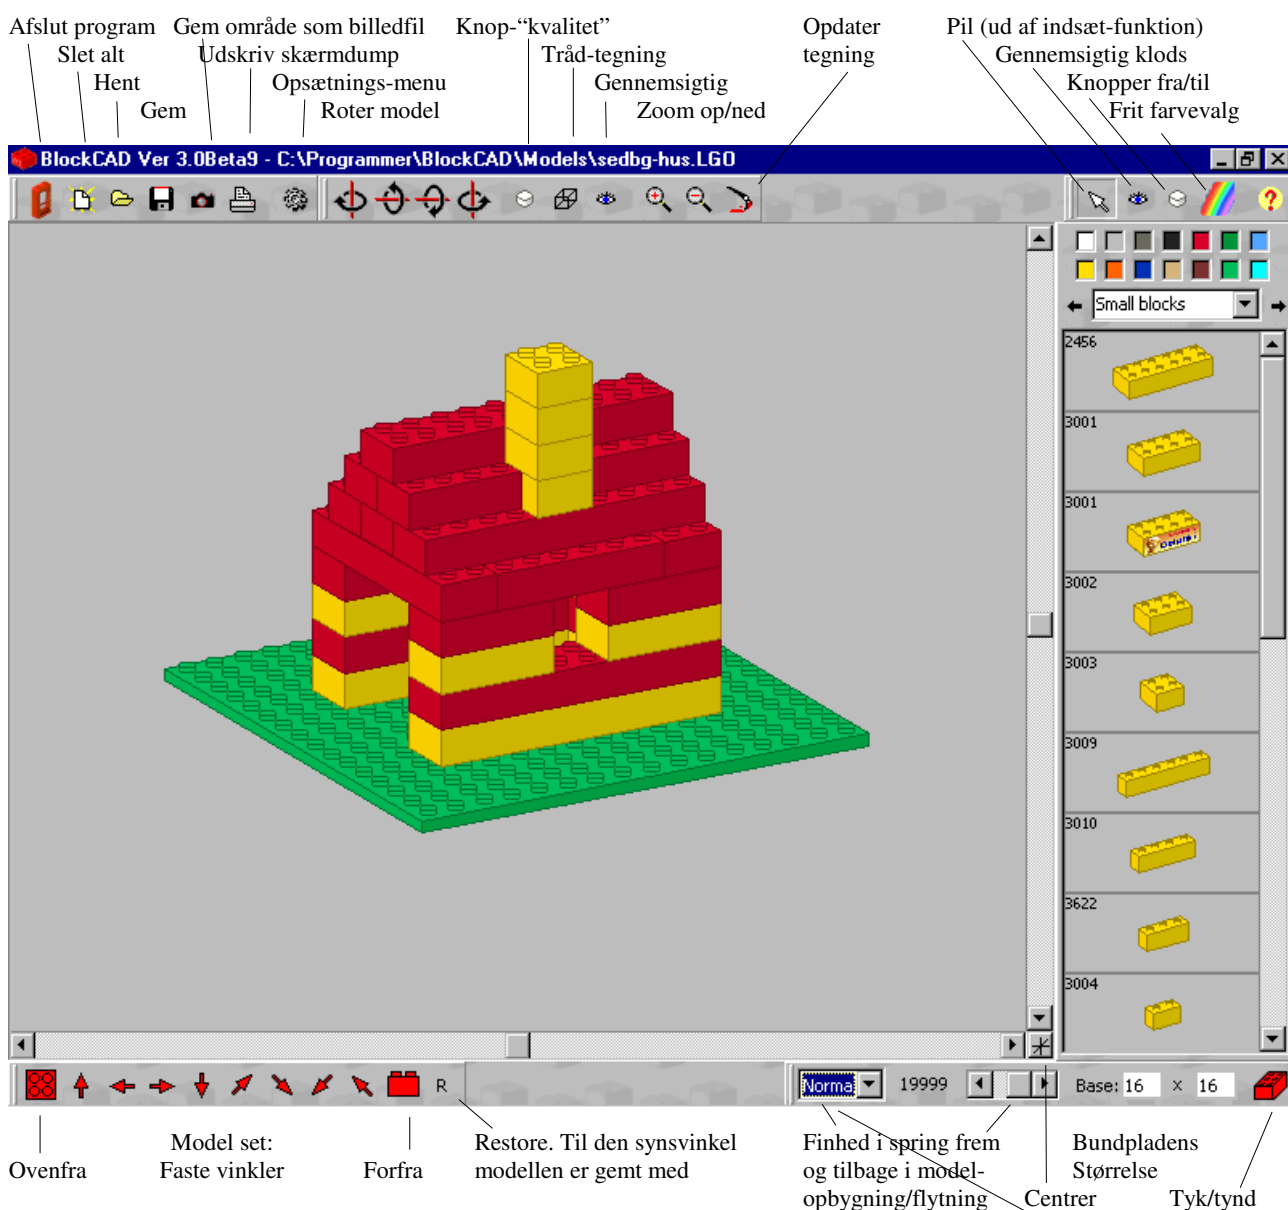 Afslut program Gem område som billedfil Knop-“kvalitet” Opdater Pil (ud af indsæt-funktion)
Slet alt Udskriv skærmdump Tråd-tegning tegning Gennemsigtig klods
Hent Opsætnings-menu Gennemsigtig Knopper fra/til
Gem Roter model Zoom op/ned Frit farvevalg
BlockCAD Ver 3.0Beta9 - C:\Programmer\BlockCAD\Models\sedbg-hus.LGO
Small blocks
2456
3001
3001
3002
3003
3009
3010
3622
3004
R Norma 19999 Base: 16 x 16
Ovenfra
Model set:
Faste vinkler
Forfra
Restore. Til den synsvinkel
modellen er gemt med
Finhed i spring frem
og tilbage i model-
opbygning/flytning
Centrer
Bundpladens
Størrelse
Tyk/tynd